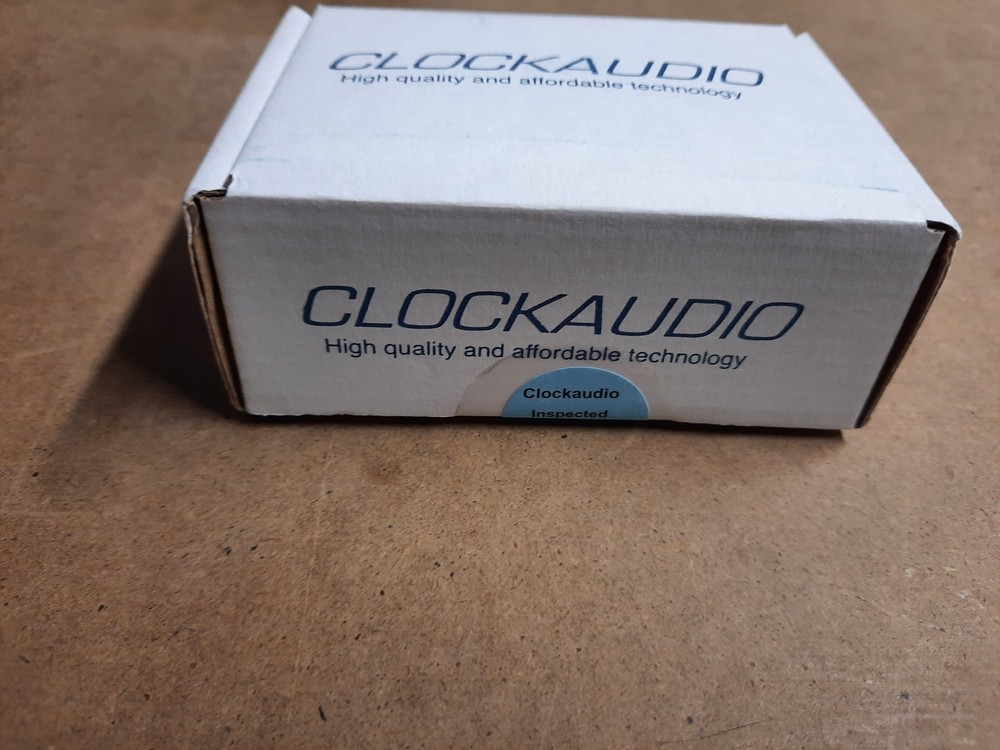 CLOCKAUDIO
High quality and affordable technology
CLOCKAUDIO
High quality and affordable technology
Clockaudio
Inspected